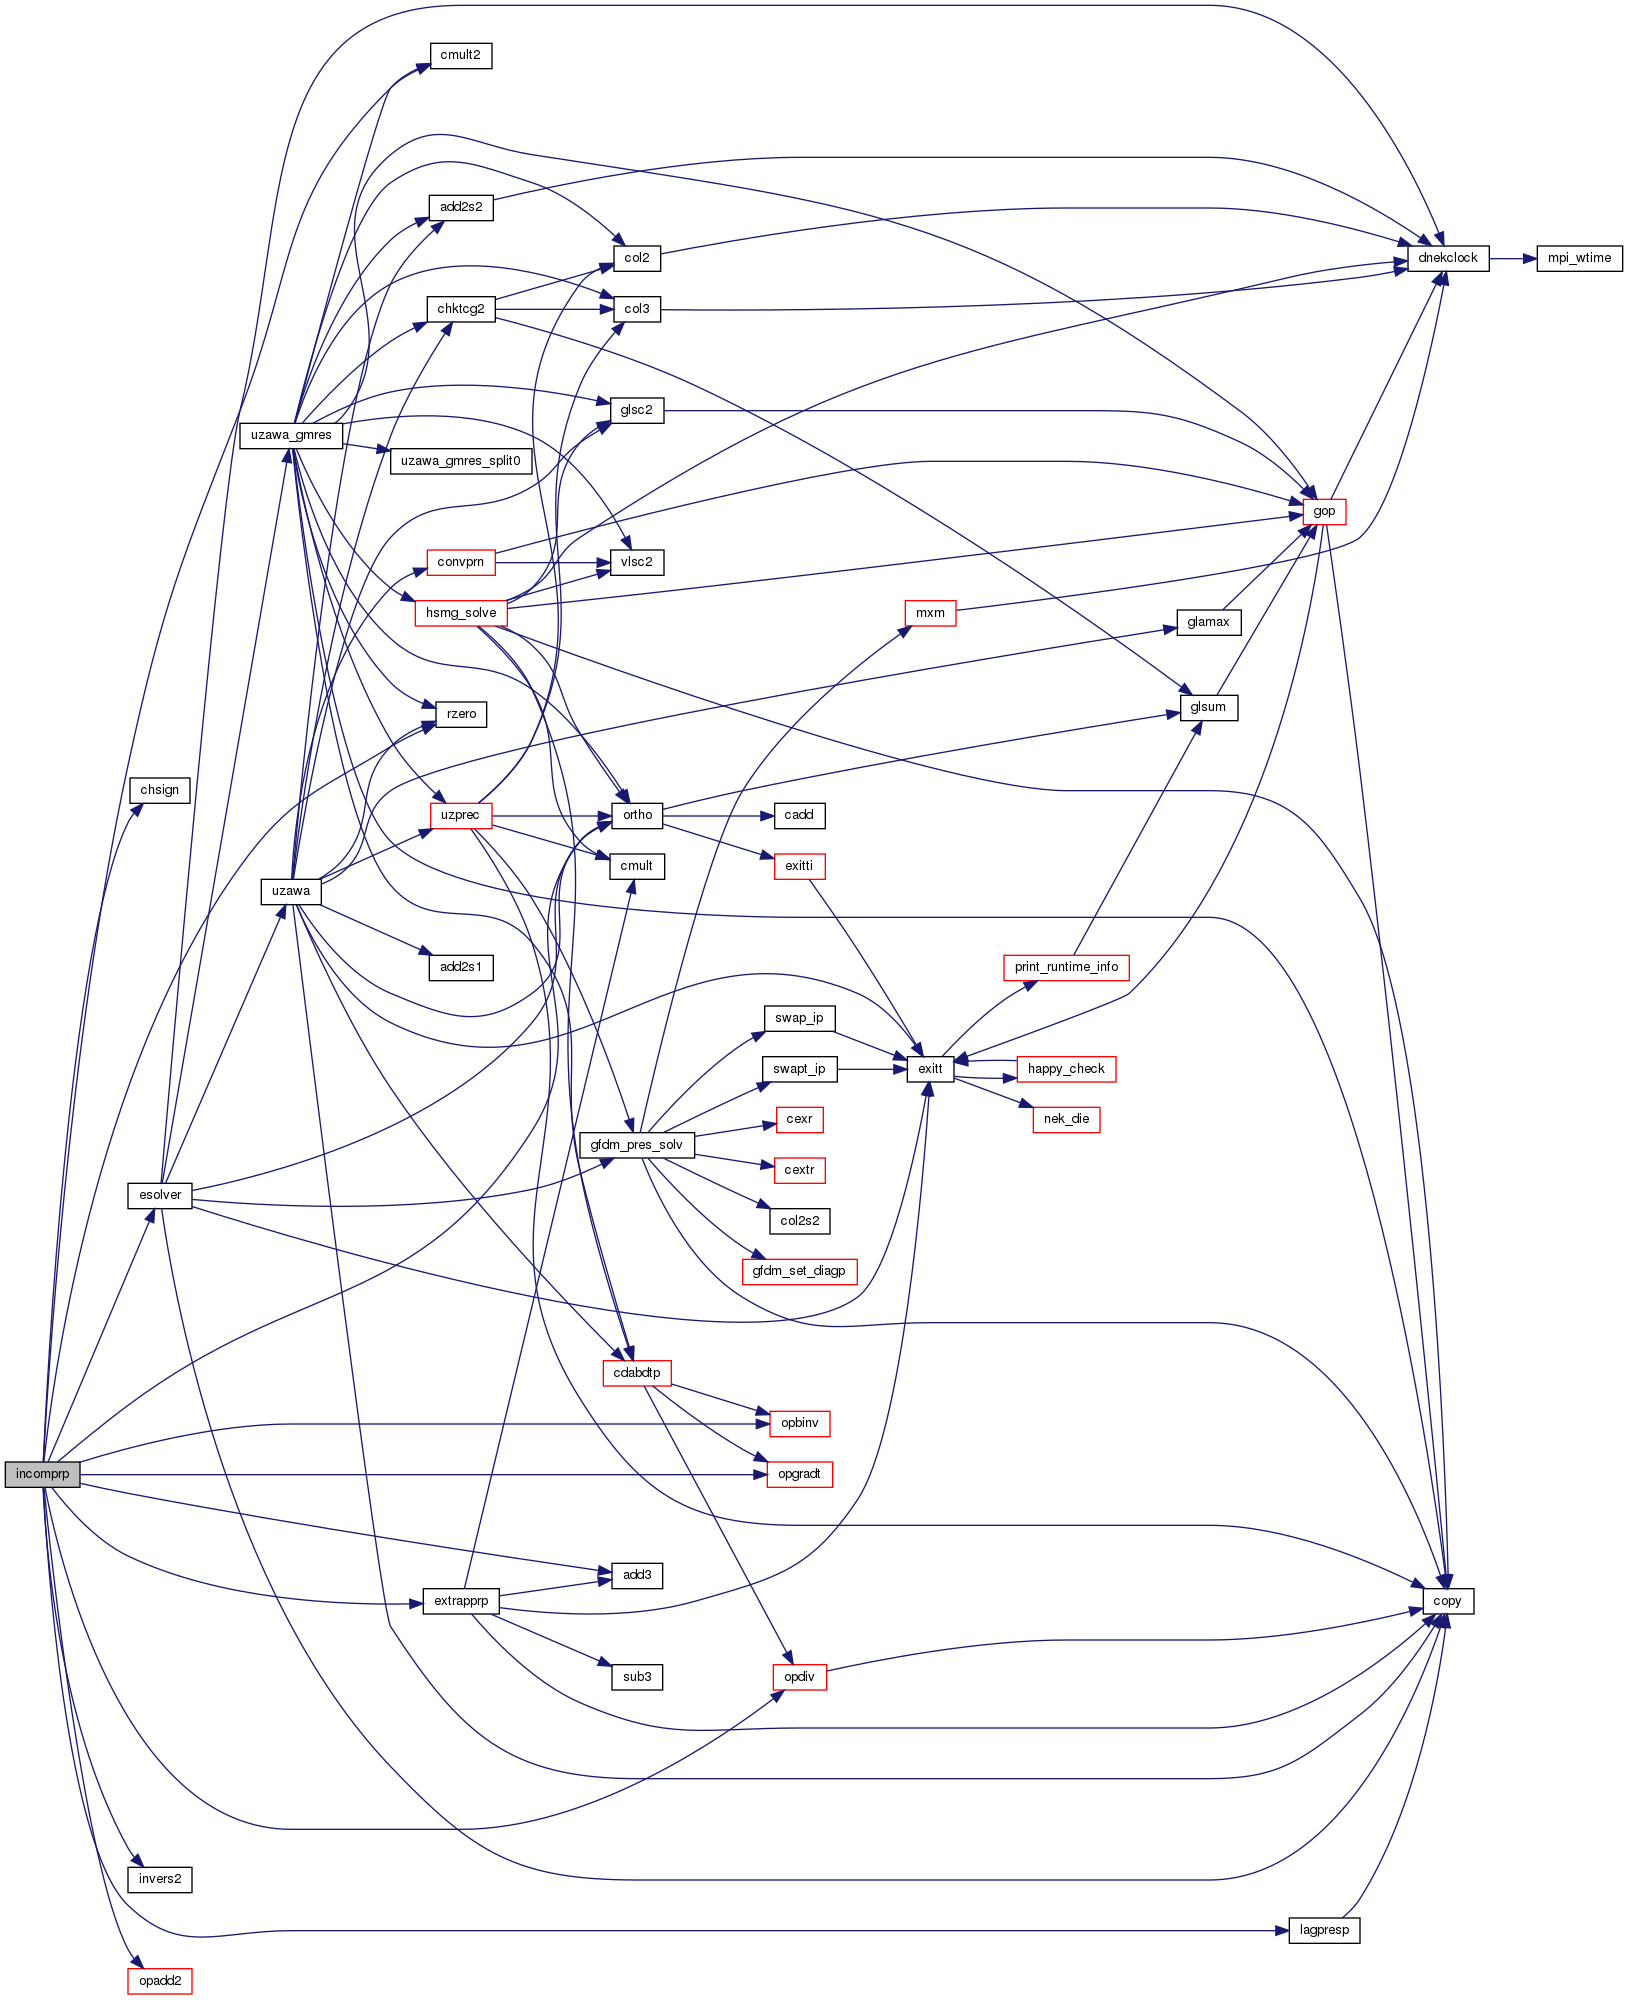 cmult2
add2s2
col2
dnekclock
mpi_wtime
chktcg2
col3
glsc2
uzawa_gmres
uzawa_gmres_split0
gop
convprn
vlsc2
hsmg_solve
mxm
glamax
rzero
glsum
chsign
uzprec
ortho
cadd
cmult
exitti
uzawa
add2s1
print_runtime_info
swap_ip
swapt_ip
exitt
happy_check
cexr
nek_die
gfdm_pres_solv
cextr
esolver
col2s2
gfdm_set_diagp
cdabdtp
opbinv
incomprp
opgradt
add3
extrapprp
copy
sub3
opdiv
invers2
lagpresp
opadd2